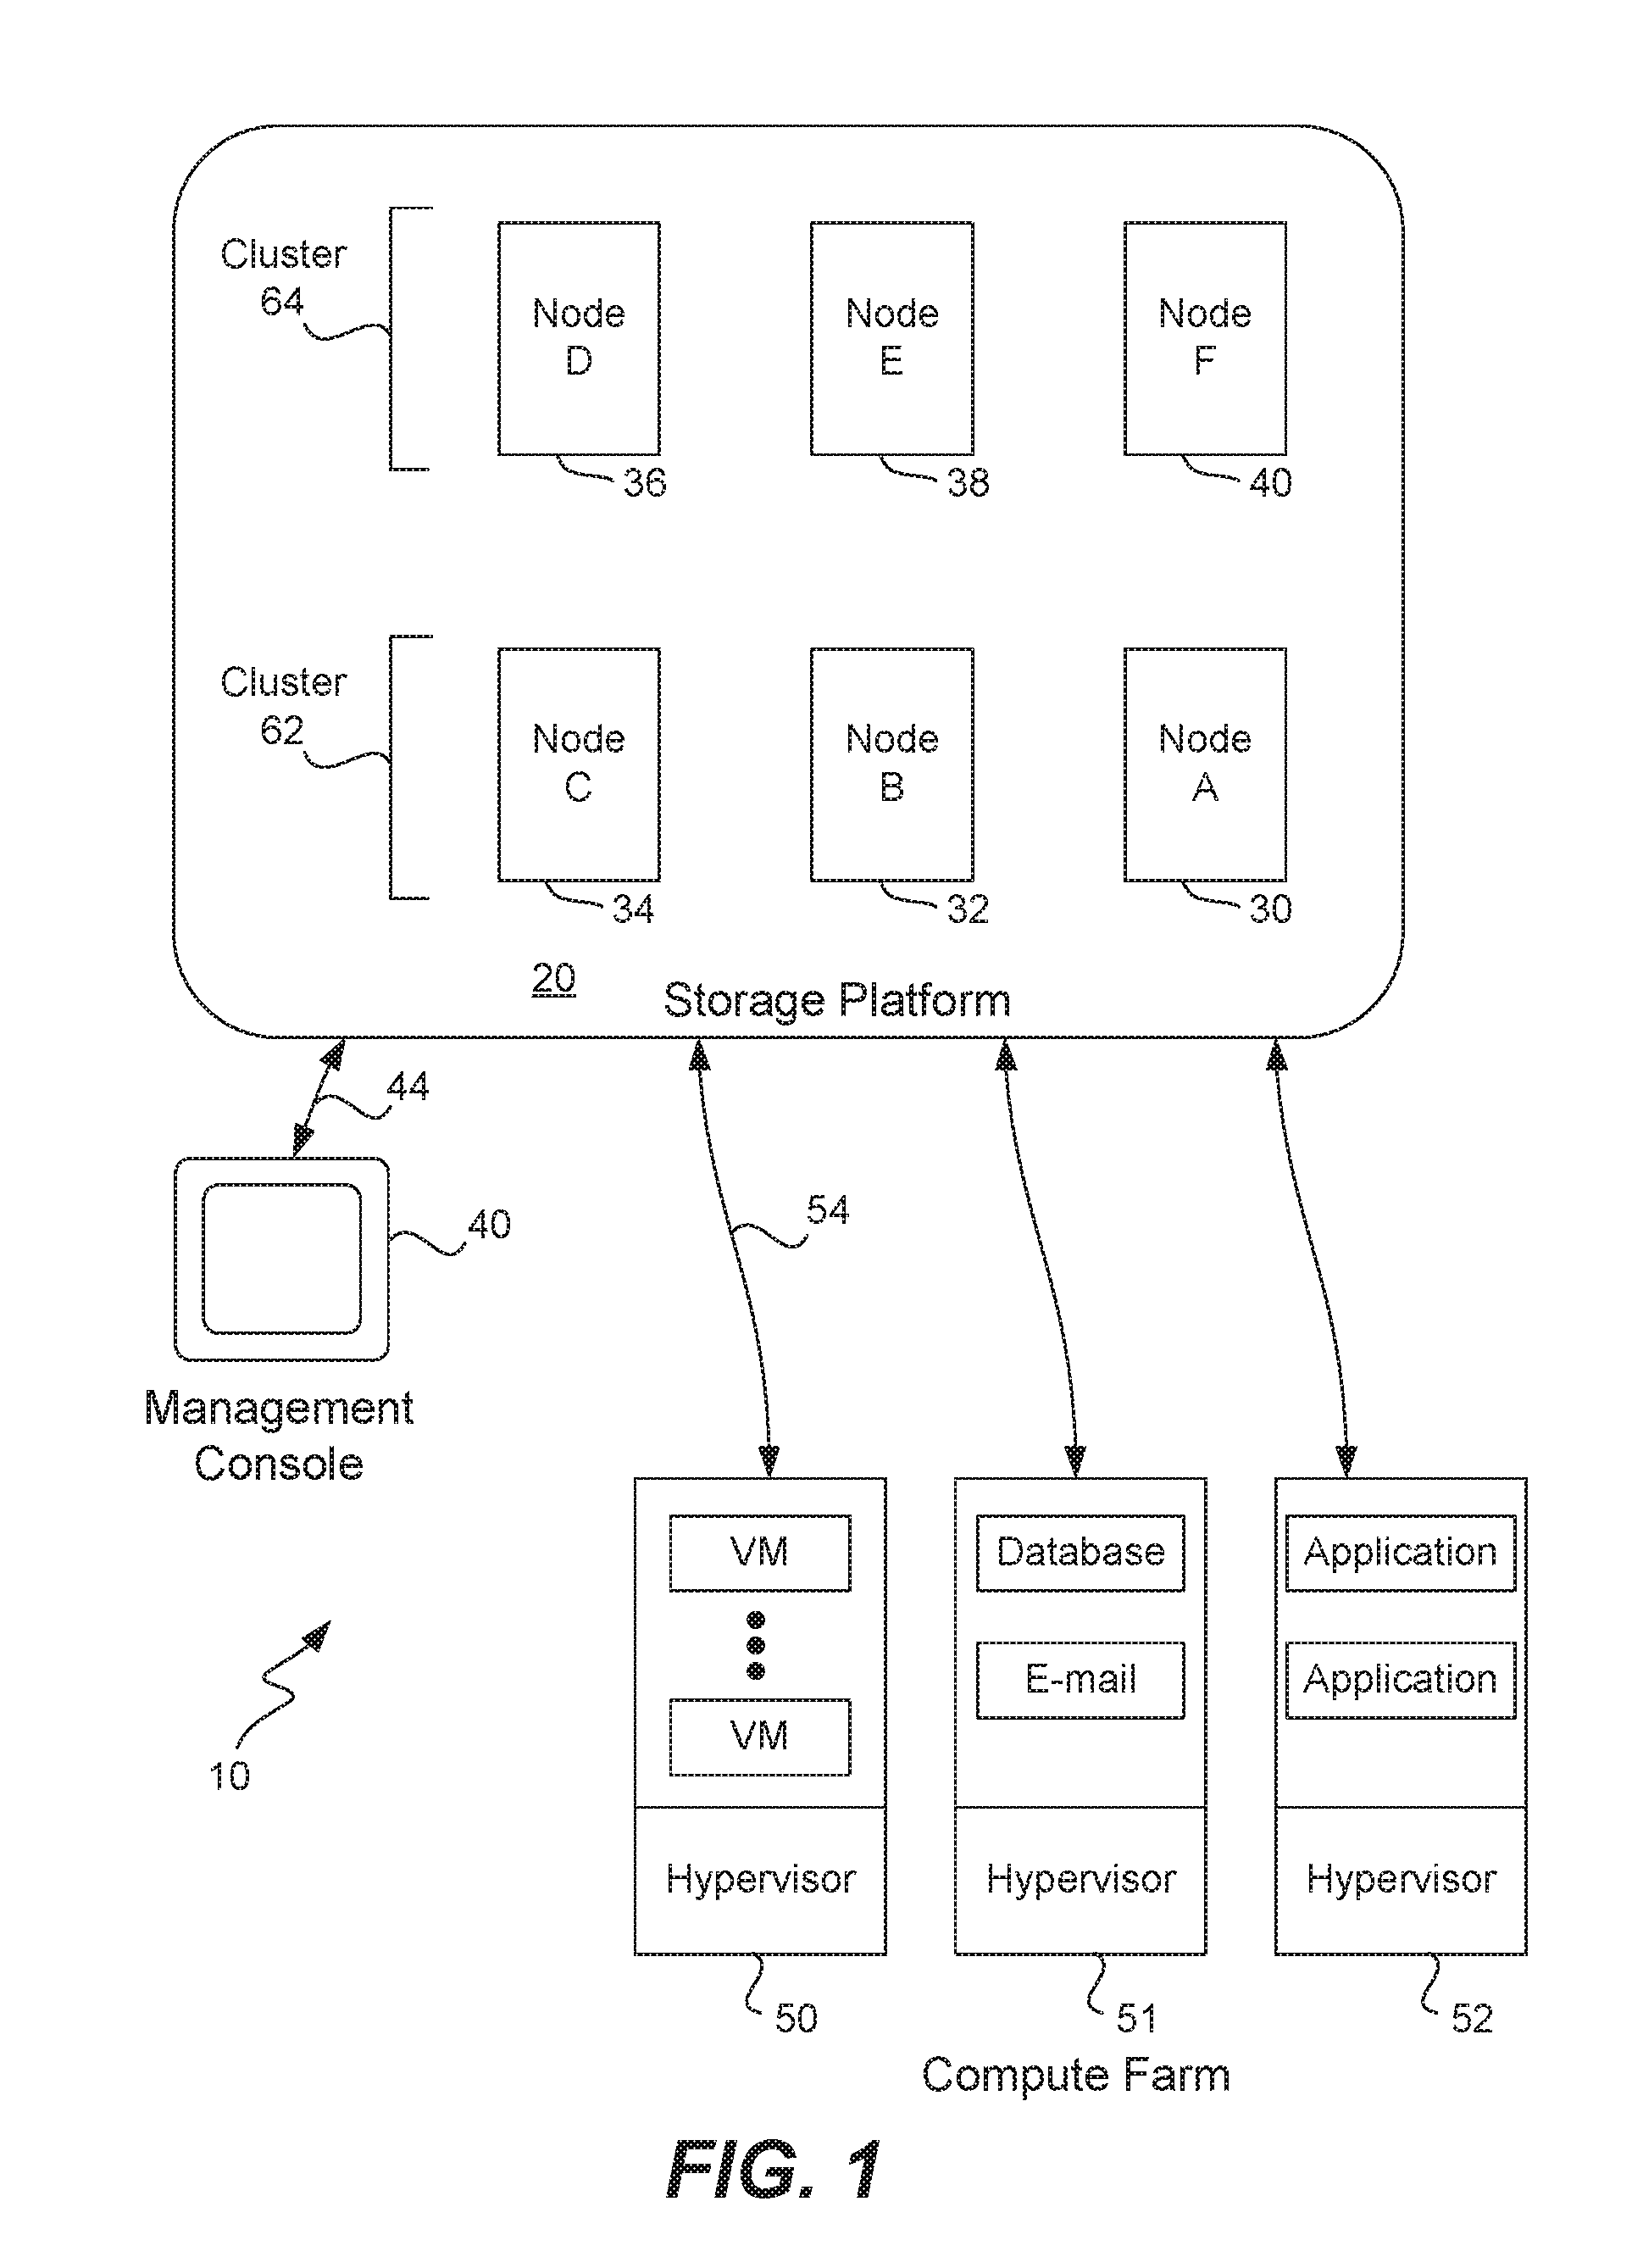 Cluster
64
Node
D
Node
E
Node
F
36
38
40
Cluster
62
Node
C
Node
B
Node
A
34
32
30
20
Storage Platform
44
40
54
Management
Console
VM
Database
Application
E-mail
Application
VM
10
Hypervisor
Hypervisor
Hypervisor
50
51
52
Compute Farm
FIG. 1